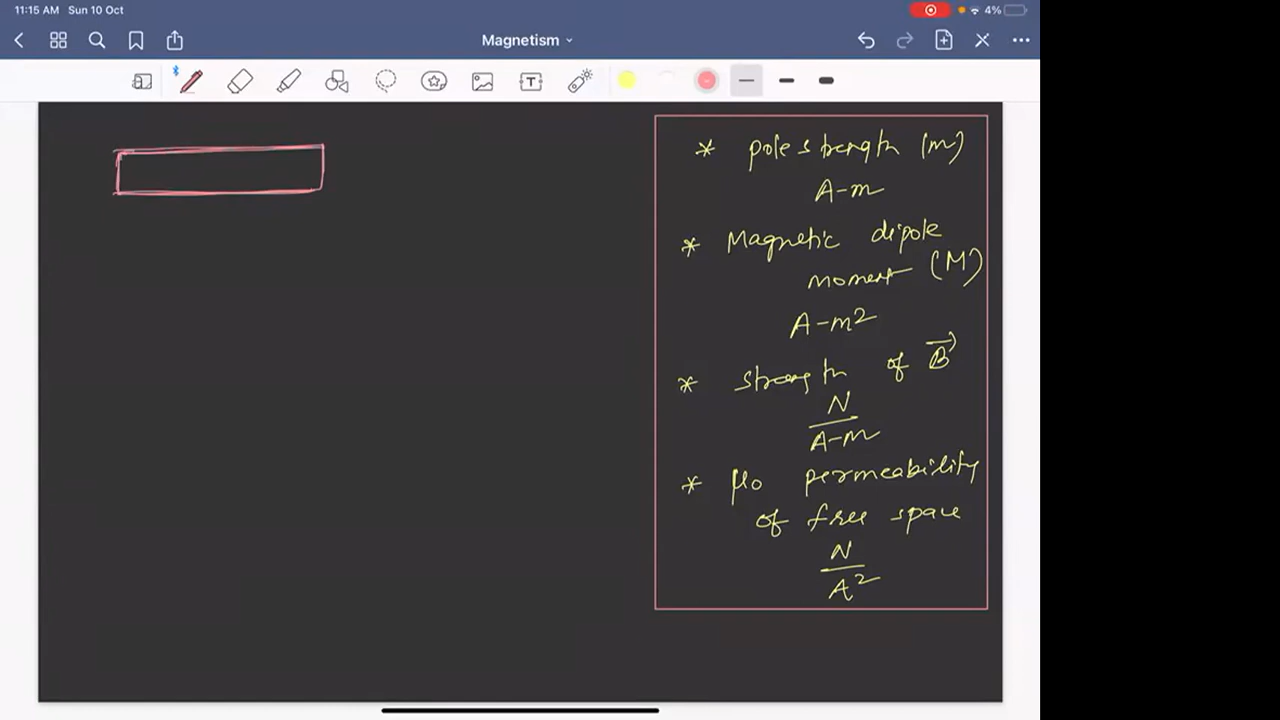 11:15 AM Sun 10 Oct
4%
Magnetism
T
* pole strength (m)
A-m
* Magnetic dipole
moment (M)
A-m²
* strength of B⃗
N
A-m
* μ₀ permeability
of free space
N
A²